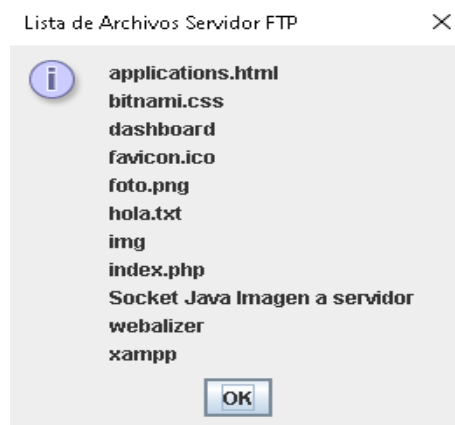 Lista de Archivos Servidor FTP
applications.html
bitnami.css
dashboard
favicon.ico
foto.png
hola.txt
img
index.php
Socket Java Imagen a servidor
webalizer
xampp
OK